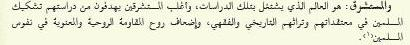 والمستشرق: هو العالم الذي يشتغل بتلك الدراسات، وأغلب المستشرقين يهدفون من دراستهم تشكيك
المسلمين في معتقداتهم وتراثهم التاريخي والفقهي، وإضعاف روح المقاومة الروحية والمعنوية في نفوس
المسلمين(١).